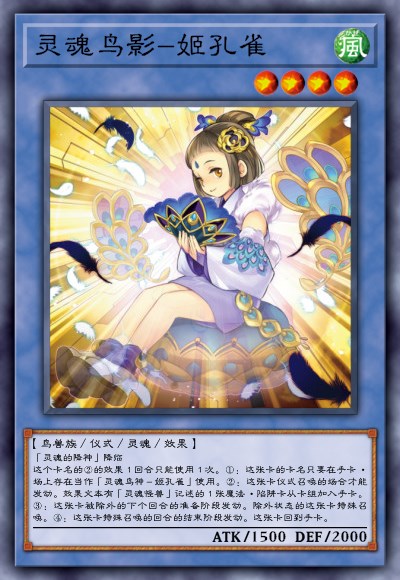 灵魂鸟影-姬孔雀
風
【鸟兽族/仪式/灵魂/效果】
「灵魂的降神」降临
这个卡名的②的效果1回合只能使用1次。①:这张卡的卡名只要在手卡·
场上存在当作「灵魂鸟神-姬孔雀」使用。②:这张卡仪式召唤的场合才能
发动。效果文本有「灵魂怪兽」记述的1张魔法·陷阱卡从卡组加入手卡。
③:这张卡被除外的下个回合的准备阶段发动。除外状态的这张卡特殊召
唤。④:这张卡特殊召唤的回合的结束阶段发动。这张卡回到手卡。
ATK/1500 DEF/2000